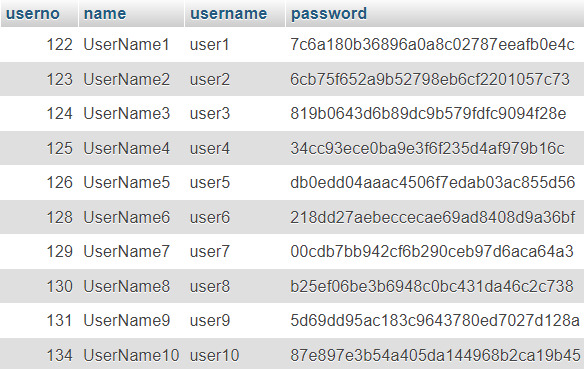 userno name username password
122 UserName1 user1 7c6a180b36896a0a8c02787eeafb0e4c
123 UserName2 user2 6cb75f652a9b52798eb6cf2201057c73
124 UserName3 user3 819b0643d6b89dc9b579fdfc9094f28e
125 UserName4 user4 34cc93ece0ba9e3f6f235d4af979b16c
126 UserName5 user5 db0edd04aaac4506f7edab03ac855d56
128 UserName6 user6 218dd27aebeccecae69ad8408d9a36bf
129 UserName7 user7 00cdb7bb942cf6b290ceb97d6aca64a3
130 UserName8 user8 b25ef06be3b6948c0bc431da46c2c738
131 UserName9 user9 5d69dd95ac183c9643780ed7027d128a
134 UserName10 user10 87e897e3b54a405da144968b2ca19b45